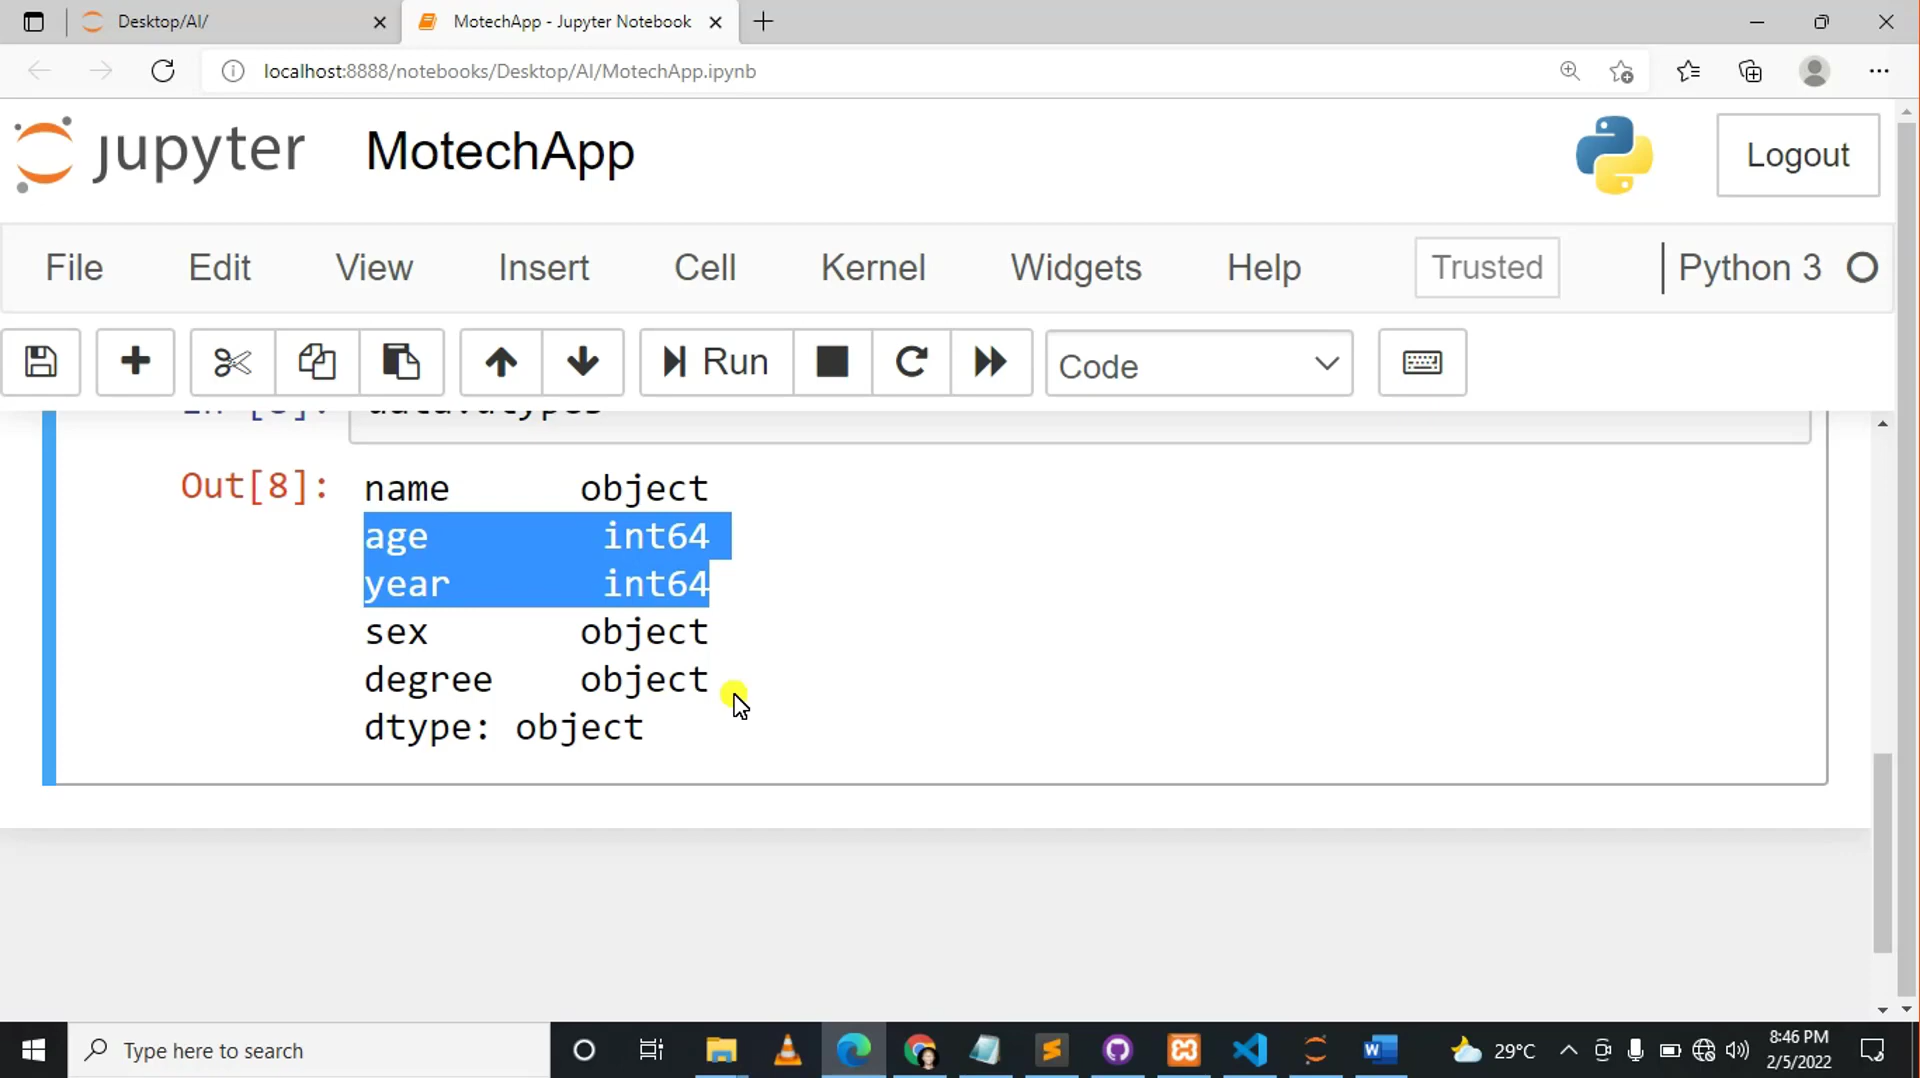 Desktop/AI/
MotechApp - Jupyter Notebook
localhost:8888/notebooks/Desktop/AI/MotechApp.ipynb
jupyter MotechApp
Logout
File Edit View Insert Cell Kernel Widgets Help Trusted Python 3
Run Code
data.dtypes
Out[8]: name object
age int64
year int64
sex object
degree object
dtype: object
Type here to search
29°C
8:46 PM
2/5/2022